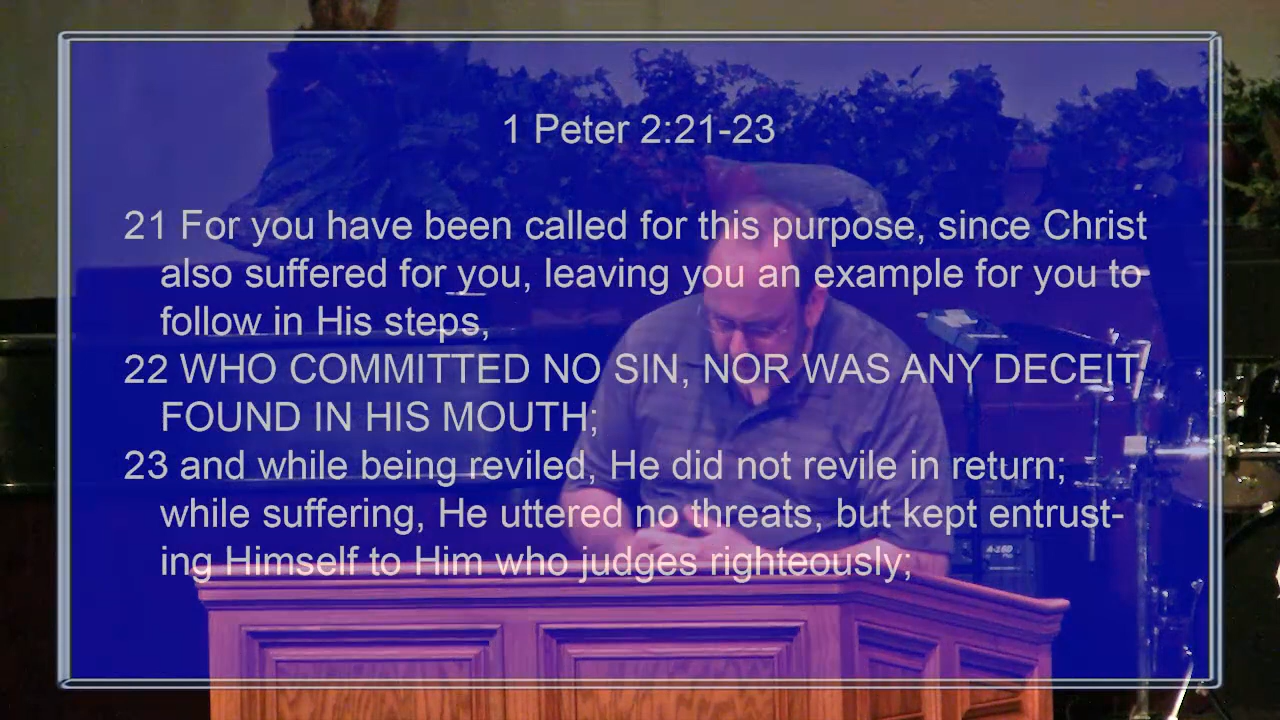 1 Peter 2:21-23
21 For you have been called for this purpose, since Christ
also suffered for you, leaving you an example for you to
follow in His steps,
22 WHO COMMITTED NO SIN, NOR WAS ANY DECEIT
FOUND IN HIS MOUTH;
23 and while being reviled, He did not revile in return;
while suffering, He uttered no threats, but kept entrust-
ing Himself to Him who judges righteously;